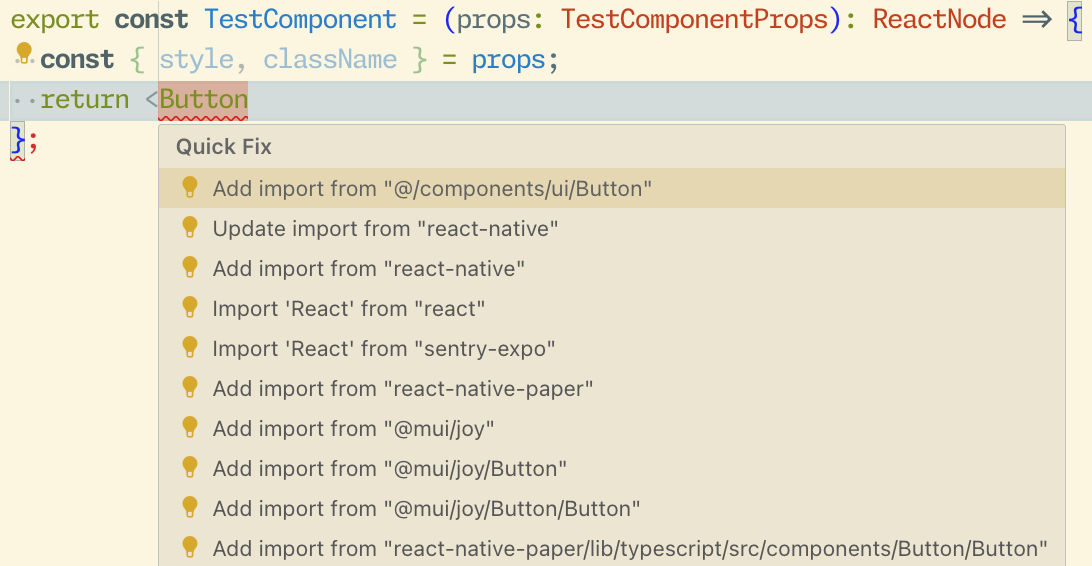 export const TestComponent = (props: TestComponentProps): ReactNode => {
const { style, className } = props;
return <Button
};
Quick Fix
Add import from "@/components/ui/Button"
Update import from "react-native"
Add import from "react-native"
Import 'React' from "react"
Import 'React' from "sentry-expo"
Add import from "react-native-paper"
Add import from "@mui/joy"
Add import from "@mui/joy/Button"
Add import from "@mui/joy/Button/Button"
Add import from "react-native-paper/lib/typescript/src/components/Button/Button"